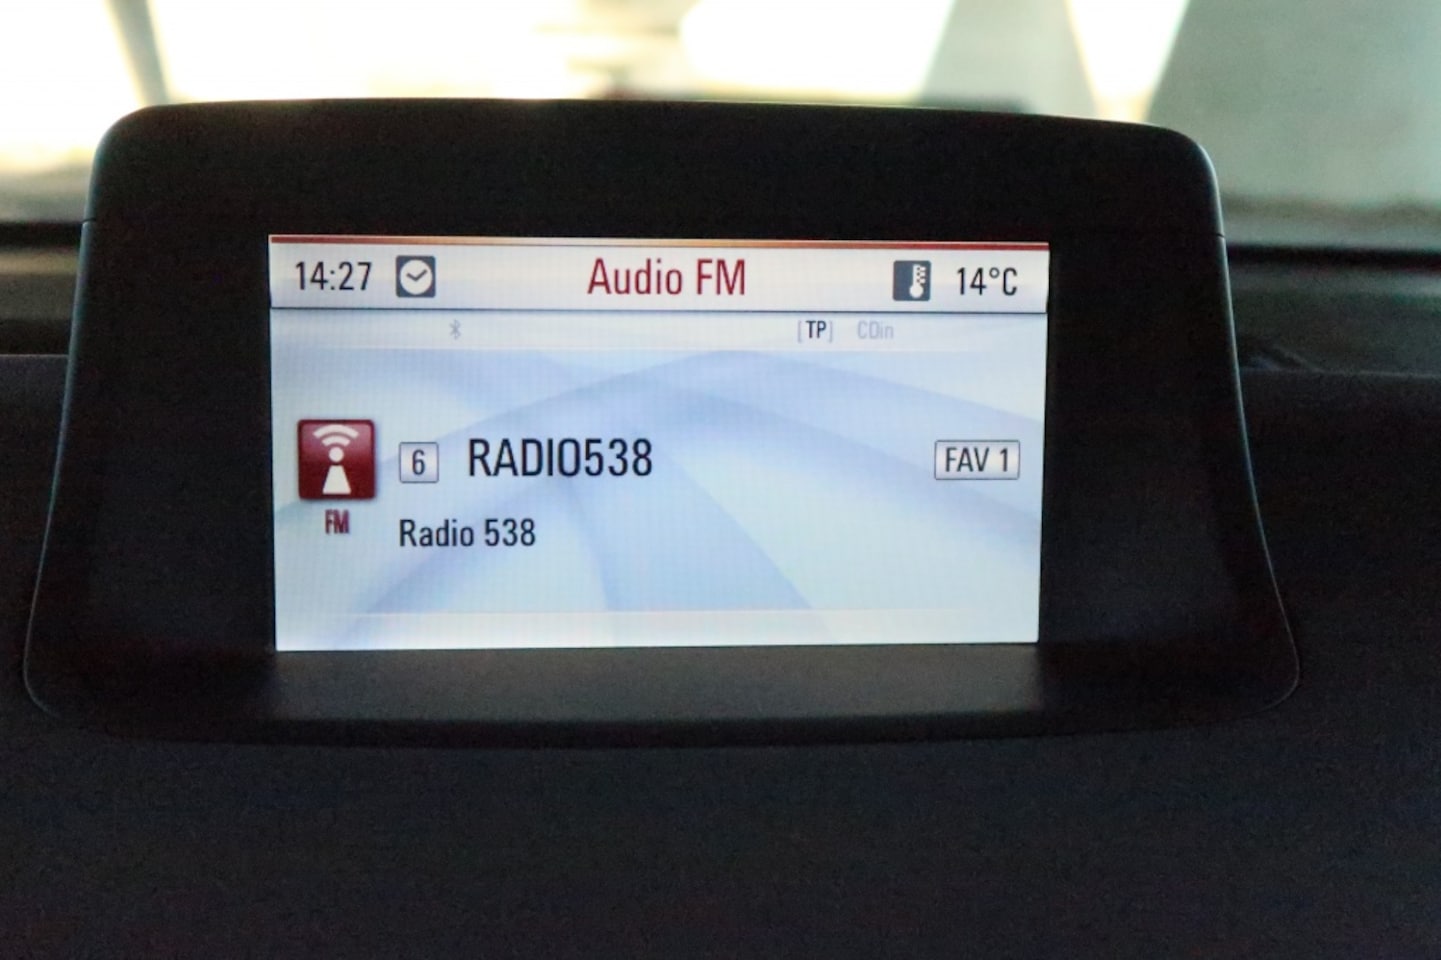 14:27 Audio FM 14°C
[TP] CDin
6 RADIO538 FAV 1
FM
Radio 538